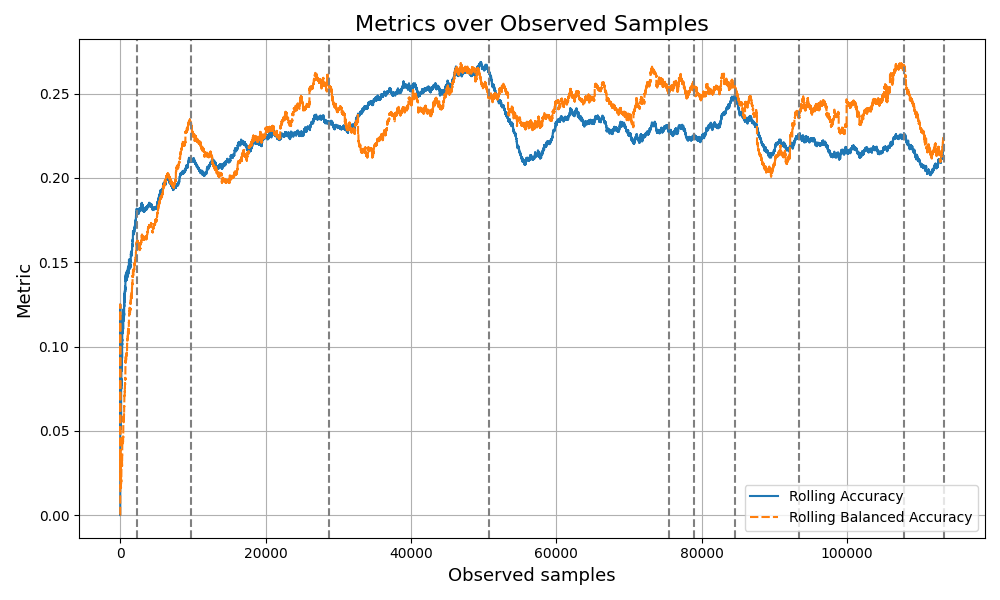 Metrics over Observed Samples
Metric
0.25
0.20
0.15
0.10
0.05
0.00
0 20000 40000 60000 80000 100000
Observed samples
Rolling Accuracy
Rolling Balanced Accuracy